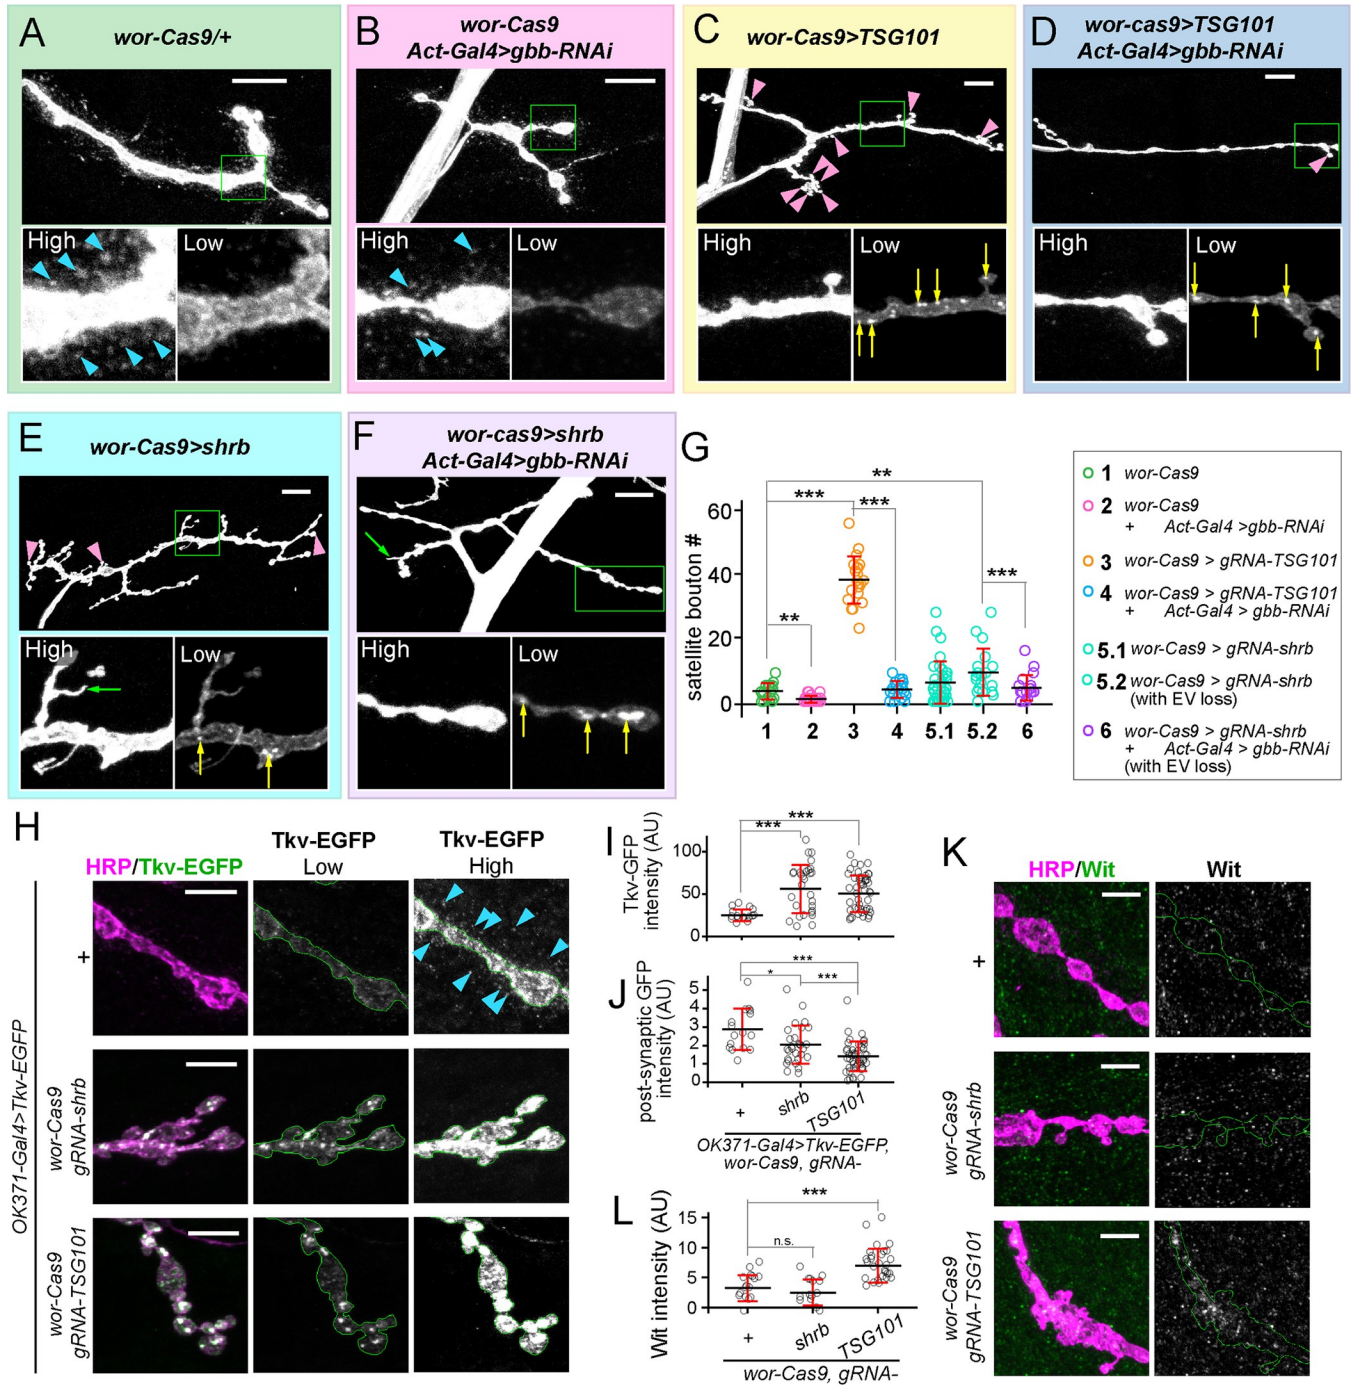 A
wor-Cas9/+
High
Low
B
wor-Cas9
Act-Gal4>gbb-RNAi
High
Low
C
wor-Cas9>TSG101
High
Low
D
wor-cas9>TSG101
Act-Gal4>gbb-RNAi
High
Low
E
wor-Cas9>shrb
High
Low
F
wor-cas9>shrb
Act-Gal4>gbb-RNAi
High
Low
G
satellite bouton #
60
40
20
0
**
***
***
**
***
1 2 3 4 5.1 5.2 6
1 wor-Cas9
2 wor-Cas9
+ Act-Gal4 >gbb-RNAi
3 wor-Cas9 > gRNA-TSG101
4 wor-Cas9 > gRNA-TSG101
+ Act-Gal4 > gbb-RNAi
5.1 wor-Cas9 > gRNA-shrb
5.2 wor-Cas9 > gRNA-shrb
(with EV loss)
6 wor-Cas9 > gRNA-shrb
+ Act-Gal4 > gbb-RNAi
(with EV loss)
H
HRP/Tkv-EGFP
Tkv-EGFP
Low
Tkv-EGFP
High
OK371-Gal4>Tkv-EGFP
+
wor-Cas9
gRNA-shrb
wor-Cas9
gRNA-TSG101
I
Tkv-GFP
intensity (AU)
100
50
0
***
***
J
post-synaptic GFP
intensity (AU)
5
4
3
2
1
0
***
*
***
+
shrb
TSG101
OK371-Gal4>Tkv-EGFP,
wor-Cas9, gRNA-
K
HRP/Wit
Wit
+
wor-Cas9
gRNA-shrb
wor-Cas9
gRNA-TSG101
L
Wit intensity (AU)
15
10
5
0
***
n.s.
+
shrb
TSG101
wor-Cas9, gRNA-